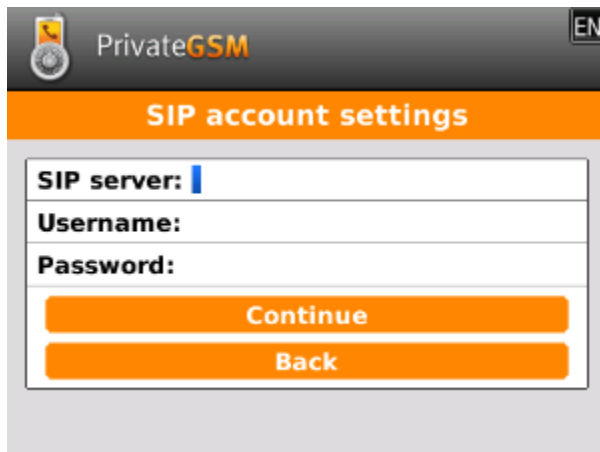 PrivateGSM
EN
SIP account settings
SIP server:
Username:
Password:
Continue
Back